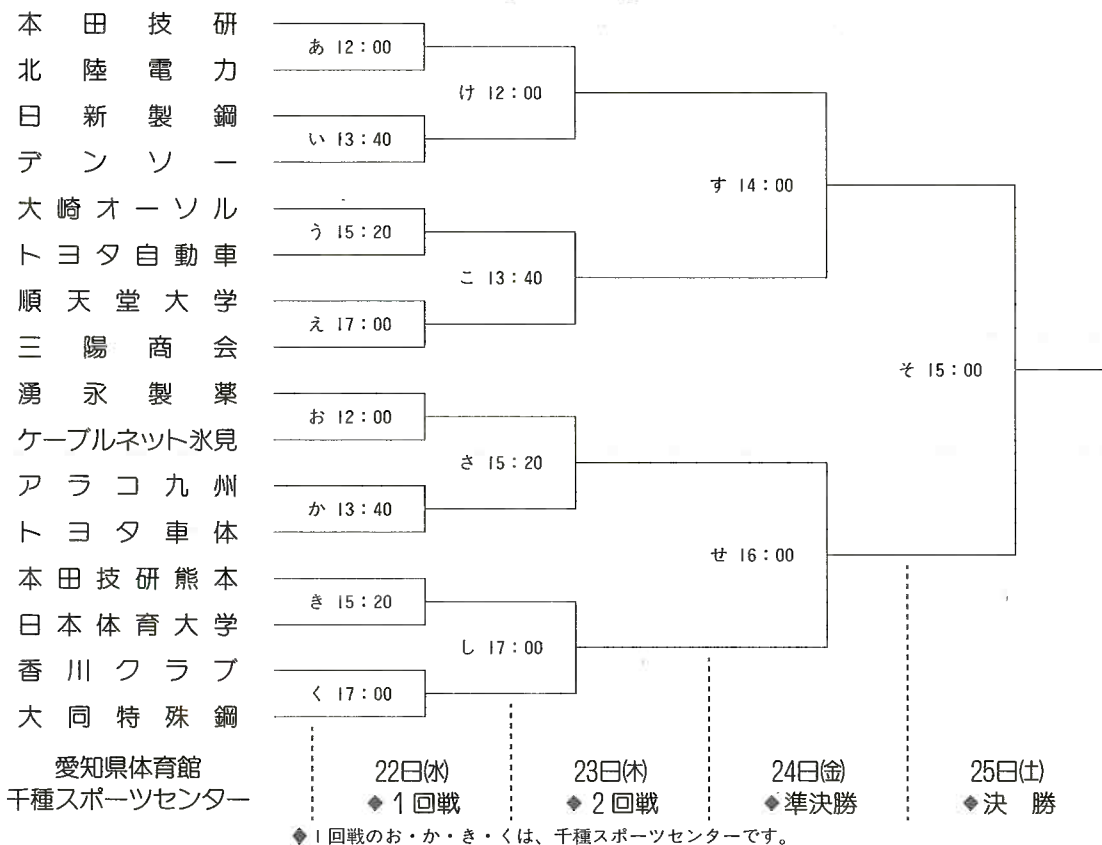 本田技研
あ 12：00
北陸電力
け 12：00
日新製鋼
い 13：40
デンソー
す 14：00
大崎オーソル
う 15：20
トヨタ自動車
こ 13：40
順天堂大学
え 17：00
三陽商会
そ 15：00
湧永製薬
お 12：00
ケーブルネット氷見
さ 15：20
アラコ九州
か 13：40
トヨタ車体
せ 16：00
本田技研熊本
き 15：20
日本体育大学
し 17：00
香川クラブ
く 17：00
大同特殊鋼
愛知県体育館
千種スポーツセンター
22日(水)
◆1回戦
23日(木)
◆2回戦
24日(金)
◆準決勝
25日(土)
◆決 勝
◆1回戦のお・か・き・くは、千種スポーツセンターです。